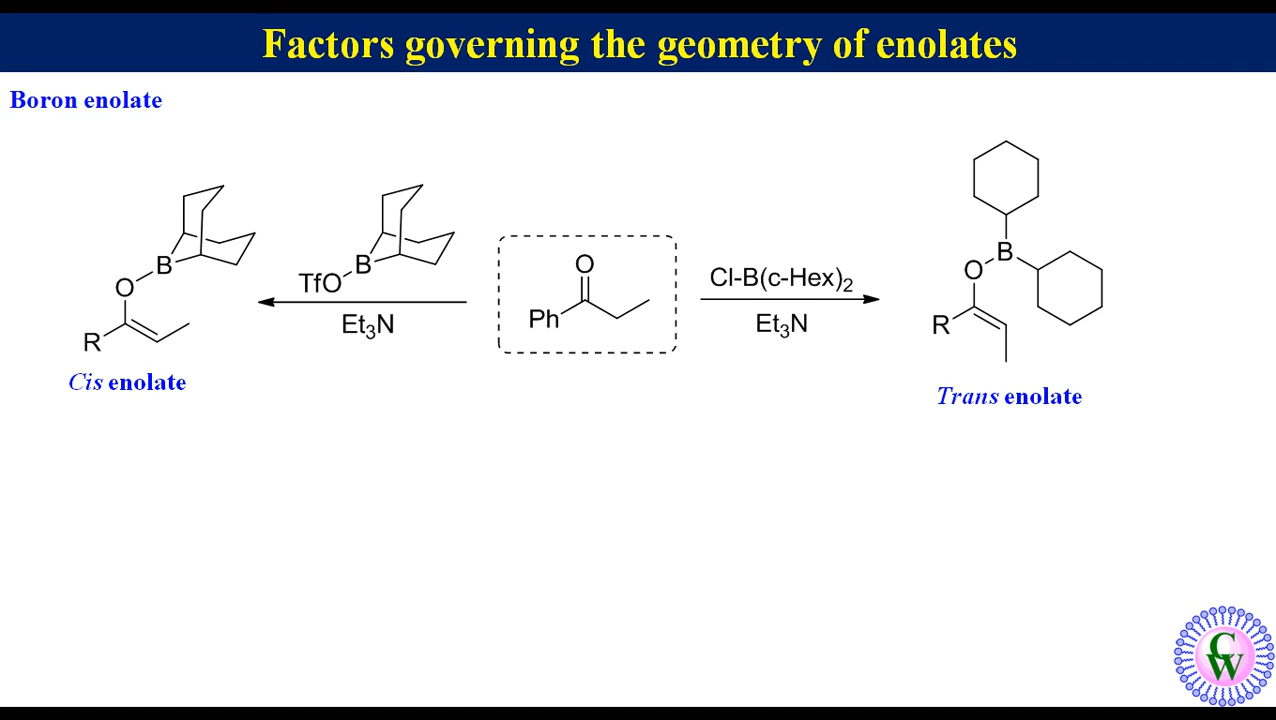 Factors governing the geometry of enolates
Boron enolate
B
O
R
Cis enolate
B
TfO
Et₃N
O
Ph
Cl-B(c-Hex)₂
Et₃N
B
O
R
Trans enolate
CW